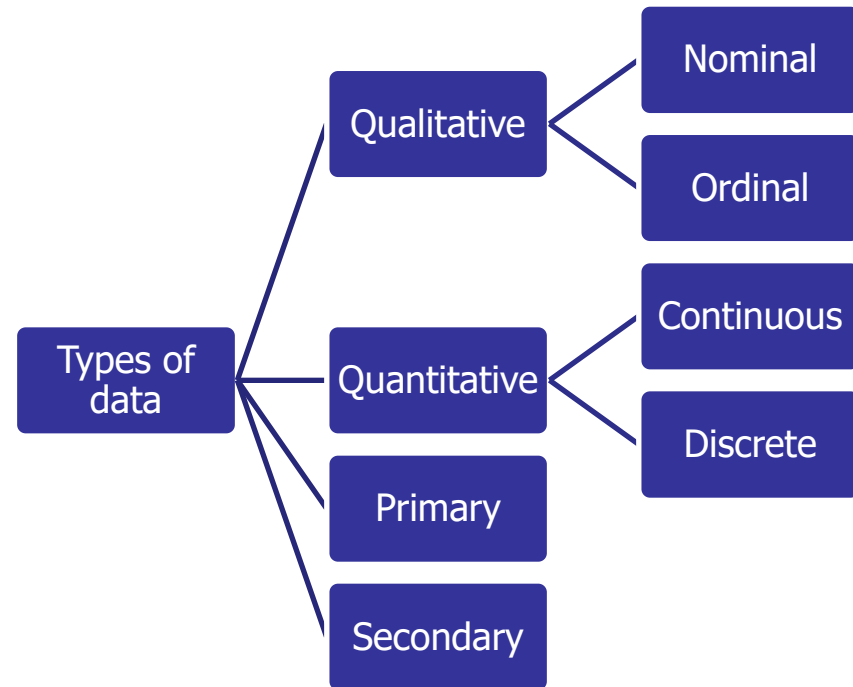 Types of
data
Qualitative
Nominal
Ordinal
Quantitative
Continuous
Discrete
Primary
Secondary